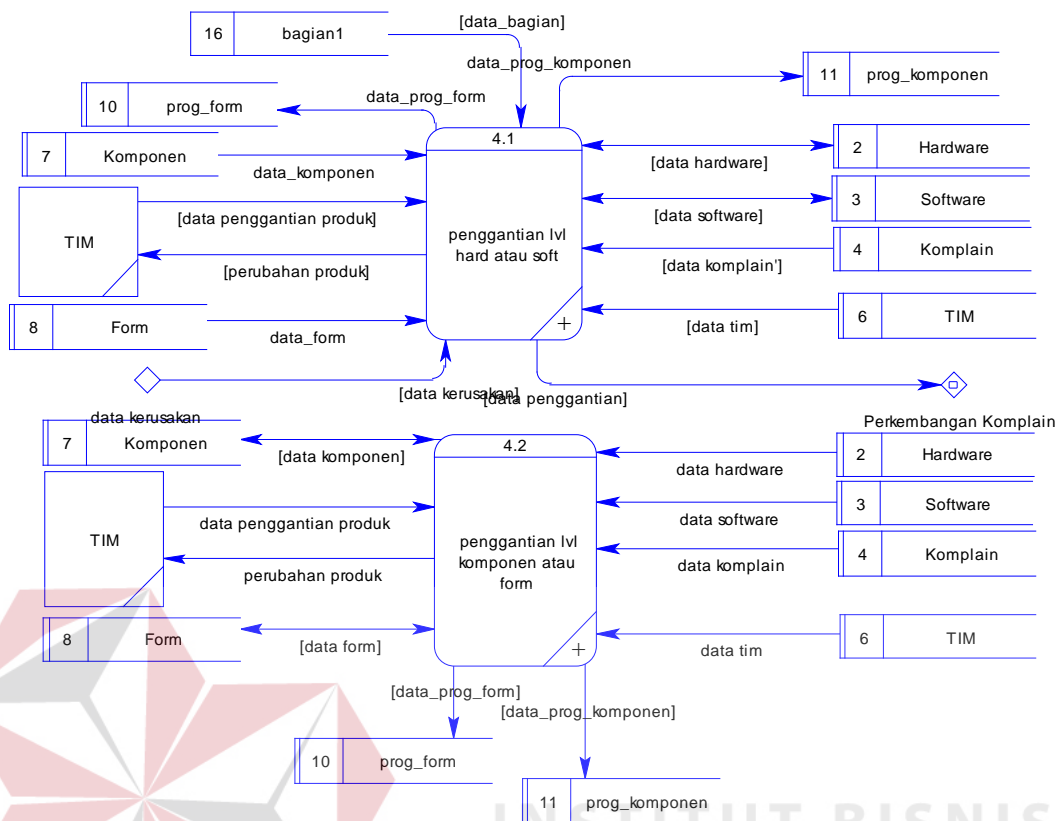 [data_bagian]
16 bagian1
data_prog_komponen
11 prog_komponen
10 prog_form
data_prog_form
4.1
7 Komponen
data_komponen
[data hardware]
2 Hardware
[data penggantian produk]
[data software]
3 Software
TIM
penggantian lvl
hard atau soft
[perubahan produk]
[data komplain']
4 Komplain
8 Form
data_form
[data tim]
6 TIM
+
data kerusakan
[data kerusakan]
[data penggantian]
Perkembangan Komplain
7 Komponen
[data komponen]
4.2
data hardware
2 Hardware
TIM
data penggantian produk
data software
3 Software
penggantian lvl
komponen atau
form
perubahan produk
data komplain
4 Komplain
8 Form
[data form]
+
data tim
6 TIM
[data_prog_form]
[data_prog_komponen]
10 prog_form
11 prog_komponen
INSTITUT BISNIS